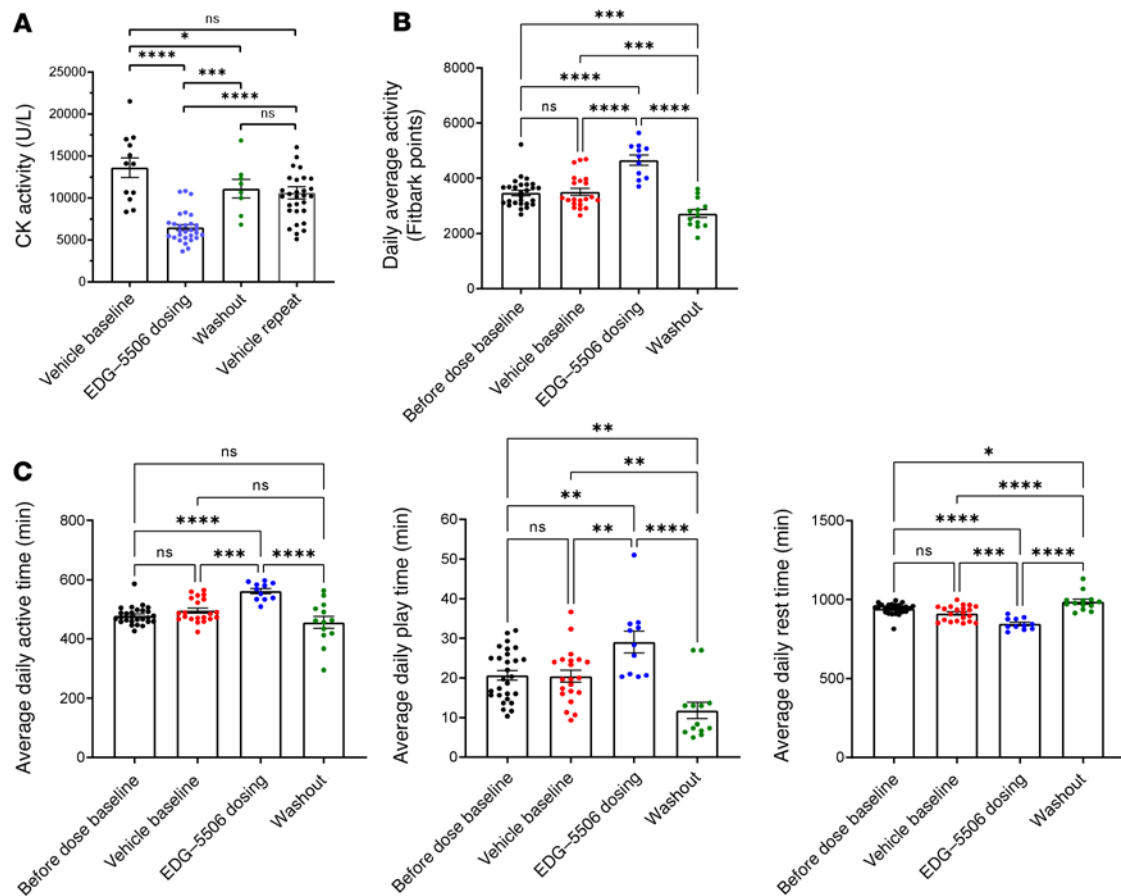 A
ns
*
****
***
****
ns
CK activity (U/L)
25000
20000
15000
10000
5000
0
Vehicle baseline
EDG–5506 dosing
Washout
Vehicle repeat
B
***
***
****
ns
****
****
Daily average activity
(Fitbark points)
8000
6000
4000
2000
0
Before dose baseline
Vehicle baseline
EDG–5506 dosing
Washout
C
ns
ns
****
ns
***
****
Average daily active time (min)
800
600
400
200
0
Before dose baseline
Vehicle baseline
EDG–5506 dosing
Washout
**
**
**
ns
**
****
Average daily play time (min)
60
50
40
30
20
10
0
Before dose baseline
Vehicle baseline
EDG–5506 dosing
Washout
*
****
****
ns
***
****
Average daily rest time (min)
1500
1000
500
0
Before dose baseline
Vehicle baseline
EDG–5506 dosing
Washout